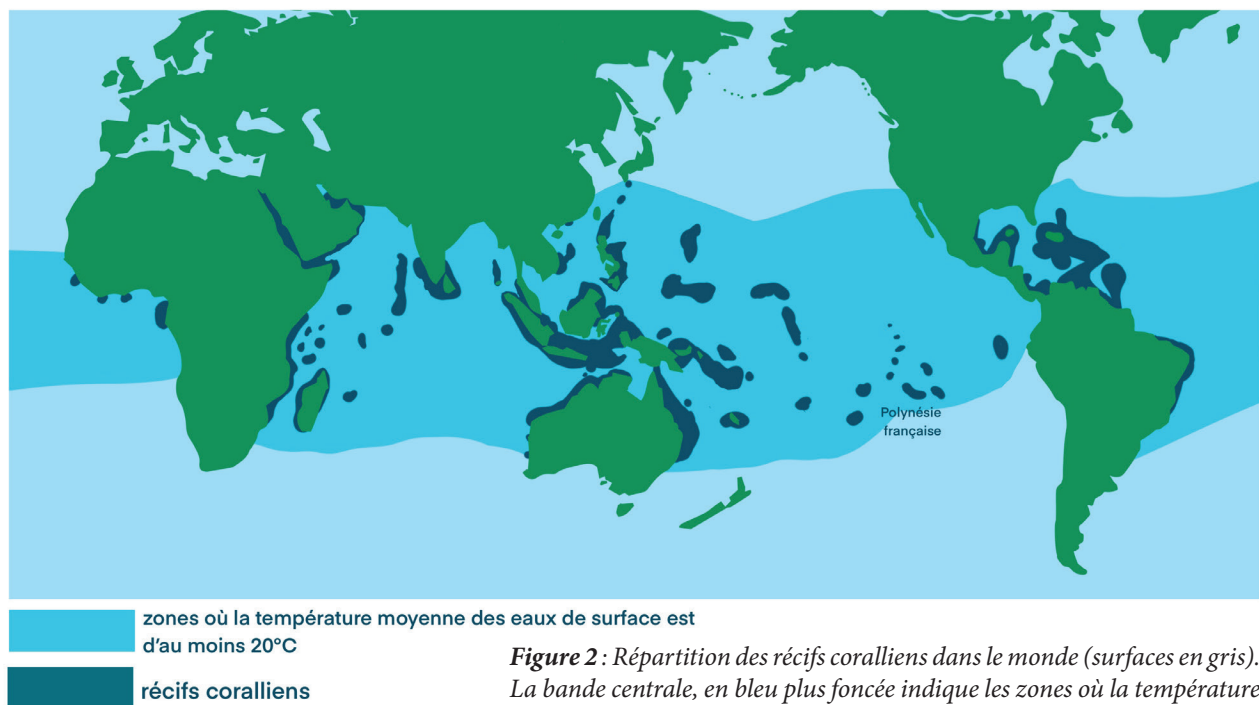 Polynésie
française
zones où la température moyenne des eaux de surface est
d'au moins 20°C
récifs coralliens
Figure 2 : Répartition des récifs coralliens dans le monde (surfaces en gris).
La bande centrale, en bleu plus foncée indique les zones où la température